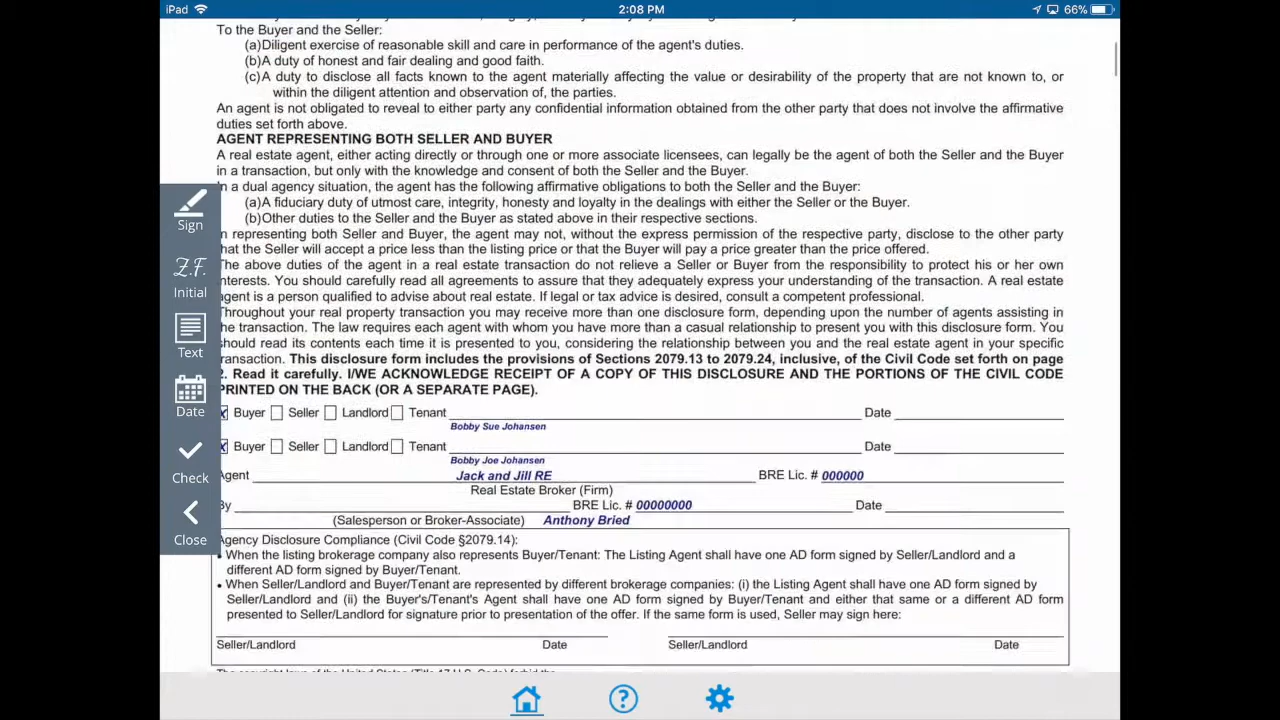 iPad 2:08 PM 66%
To the Buyer and the Seller:
(a)Diligent exercise of reasonable skill and care in performance of the agent's duties.
(b)A duty of honest and fair dealing and good faith.
(c)A duty to disclose all facts known to the agent materially affecting the value or desirability of the property that are not known to, or
within the diligent attention and observation of, the parties.
An agent is not obligated to reveal to either party any confidential information obtained from the other party that does not involve the affirmative
duties set forth above.
AGENT REPRESENTING BOTH SELLER AND BUYER
A real estate agent, either acting directly or through one or more associate licensees, can legally be the agent of both the Seller and the Buyer
in a transaction, but only with the knowledge and consent of both the Seller and the Buyer.
In a dual agency situation, the agent has the following affirmative obligations to both the Seller and the Buyer:
(a)A fiduciary duty of utmost care, integrity, honesty and loyalty in the dealings with either the Seller or the Buyer.
(b)Other duties to the Seller and the Buyer as stated above in their respective sections.
In representing both Seller and Buyer, the agent may not, without the express permission of the respective party, disclose to the other party
that the Seller will accept a price less than the listing price or that the Buyer will pay a price greater than the price offered.
The above duties of the agent in a real estate transaction do not relieve a Seller or Buyer from the responsibility to protect his or her own
interests. You should carefully read all agreements to assure that they adequately express your understanding of the transaction. A real estate
agent is a person qualified to advise about real estate. If legal or tax advice is desired, consult a competent professional.
Throughout your real property transaction you may receive more than one disclosure form, depending upon the number of agents assisting in
the transaction. The law requires each agent with whom you have more than a casual relationship to present you with this disclosure form. You
should read its contents each time it is presented to you, considering the relationship between you and the real estate agent in your specific
transaction. This disclosure form includes the provisions of Sections 2079.13 to 2079.24, inclusive, of the Civil Code set forth on page
2. Read it carefully. I/WE ACKNOWLEDGE RECEIPT OF A COPY OF THIS DISCLOSURE AND THE PORTIONS OF THE CIVIL CODE
PRINTED ON THE BACK (OR A SEPARATE PAGE).
X Buyer Seller Landlord Tenant Date
Bobby Sue Johansen
X Buyer Seller Landlord Tenant Date
Bobby Joe Johansen
Agent Jack and Jill RE BRE Lic. # 000000
Real Estate Broker (Firm)
By BRE Lic. # 00000000 Date
(Salesperson or Broker-Associate) Anthony Bried
Agency Disclosure Compliance (Civil Code §2079.14):
• When the listing brokerage company also represents Buyer/Tenant: The Listing Agent shall have one AD form signed by Seller/Landlord and a
different AD form signed by Buyer/Tenant.
• When Seller/Landlord and Buyer/Tenant are represented by different brokerage companies: (i) the Listing Agent shall have one AD form signed by
Seller/Landlord and (ii) the Buyer's/Tenant's Agent shall have one AD form signed by Buyer/Tenant and either that same or a different AD form
presented to Seller/Landlord for signature prior to presentation of the offer. If the same form is used, Seller may sign here:
Seller/Landlord Date Seller/Landlord Date
The copyright laws of the United States (Title 17 U.S. Code) forbid the
Sign
Z.F.
Initial
Text
Date
Check
Close